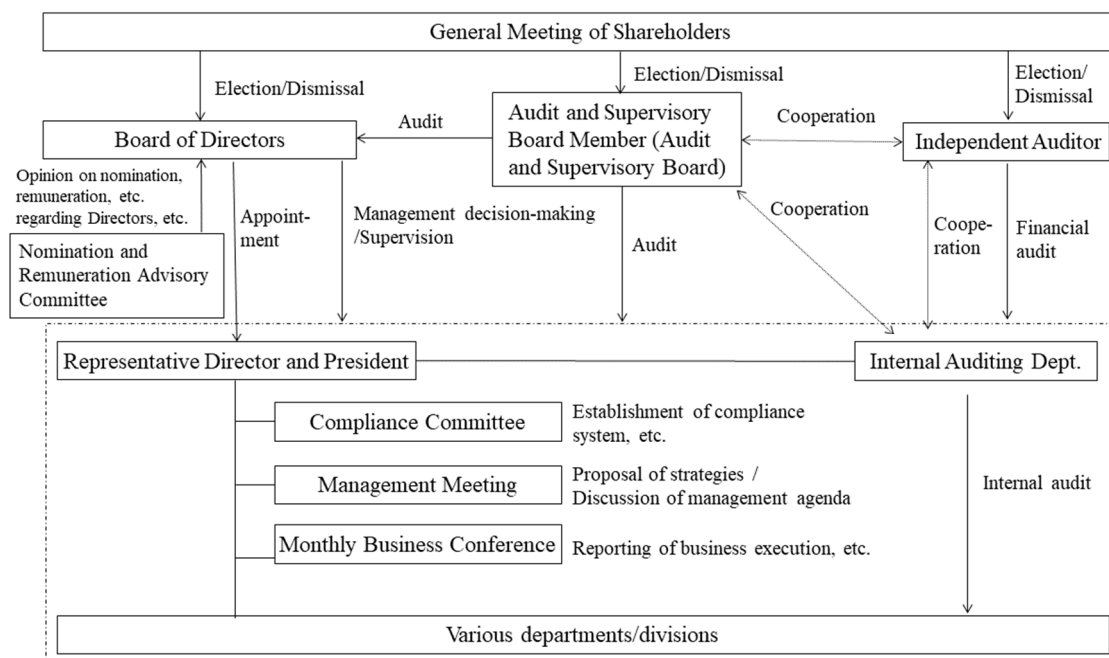 General Meeting of Shareholders
Election/Dismissal
Election/Dismissal
Election/
Dismissal
Board of Directors
Audit
Audit and Supervisory
Board Member (Audit
and Supervisory Board)
Cooperation
Independent Auditor
Opinion on nomination,
remuneration, etc.
regarding Directors, etc.
Appoint-
ment
Management decision-making
/Supervision
Audit
Cooperation
Coope-
ration
Financial
audit
Nomination and
Remuneration Advisory
Committee
Representative Director and President
Internal Auditing Dept.
Compliance Committee
Establishment of compliance
system, etc.
Management Meeting
Proposal of strategies /
Discussion of management agenda
Internal audit
Monthly Business Conference
Reporting of business execution, etc.
Various departments/divisions